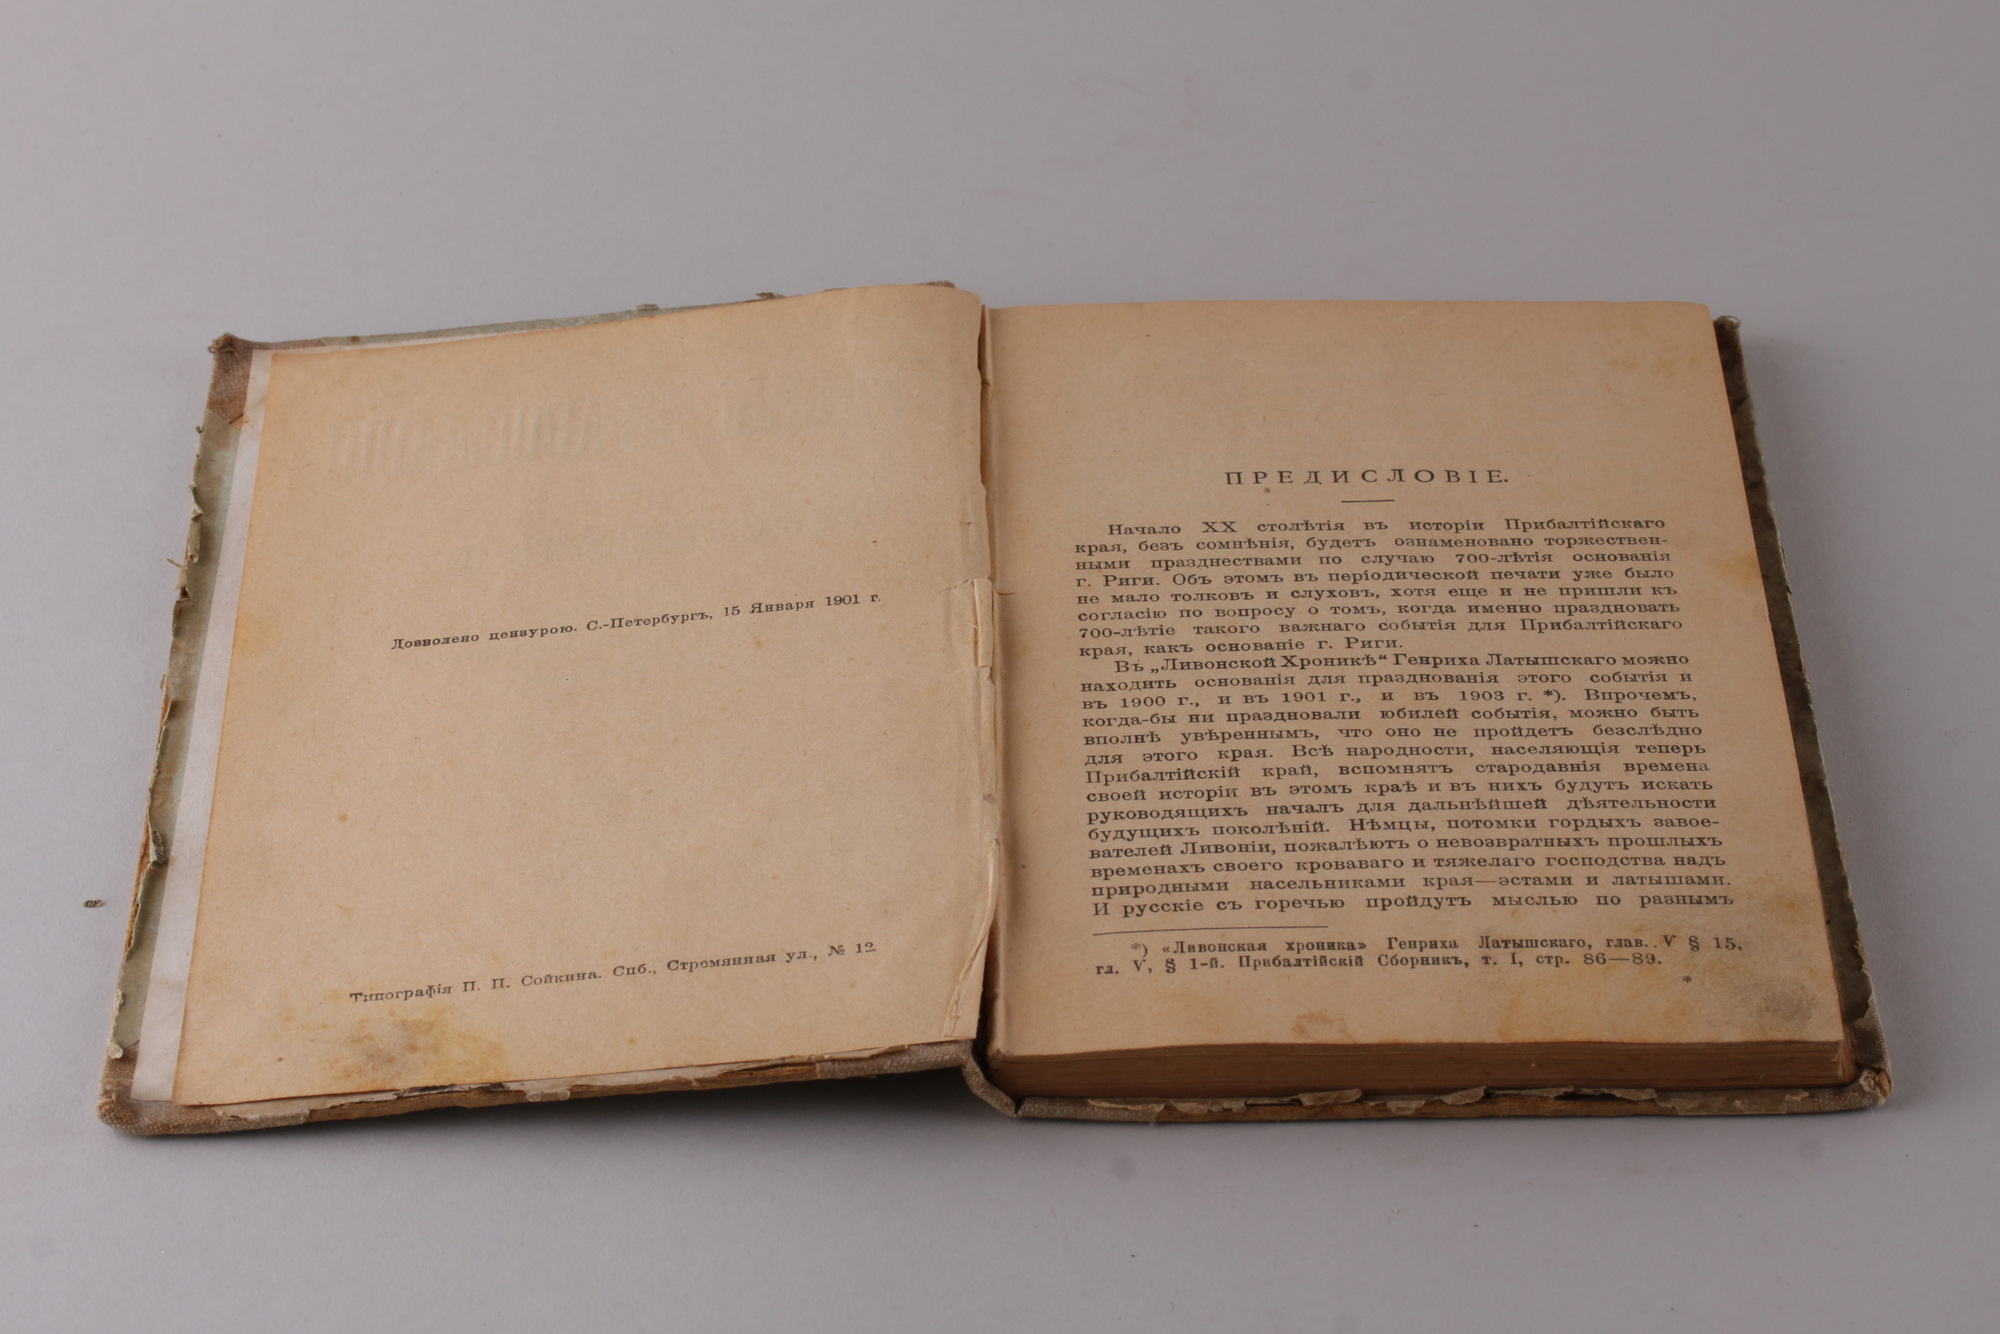 Дозволено цензурою. С.-Петербургъ, 15 Января 1901 г.
Типографія П. П. Сойкина. Спб., Стремянная ул., № 12
ПРЕДИСЛОВІЕ.
Начало XX столѣтія въ исторіи Прибалтійскаго
края, безъ сомнѣнія, будетъ ознаменовано торжествен-
ными празднествами по случаю 700-лѣтія основанія
г. Риги. Объ этомъ въ періодической печати уже было
не мало толковъ и слуховъ, хотя еще и не пришли къ
согласію по вопросу о томъ, когда именно праздновать
700-лѣтіе такого важнаго событія для Прибалтійскаго
края, какъ основаніе г. Риги.
Въ „Ливонской Хроникѣ“ Генриха Латышскаго можно
находить основанія для празднованія этого событія и
въ 1900 г., и въ 1901 г., и въ 1903 г. *). Впрочемъ,
когда-бы ни праздновали юбилей событія, можно быть
вполнѣ увѣреннымъ, что оно не пройдетъ безслѣдно
для этого края. Всѣ народности, населяющія теперь
Прибалтійскій край, вспомнятъ стародавнія времена
своей исторіи въ этомъ краѣ и въ нихъ будутъ искать
руководящихъ началъ для дальнѣйшей дѣятельности
будущихъ поколѣній. Нѣмцы, потомки гордыхъ завое-
вателей Ливоніи, пожалѣютъ о невозвратныхъ прошлыхъ
временахъ своего кроваваго и тяжелаго господства надъ
природными насельниками края—эстами и латышами.
И русскіе съ горечью пройдутъ мыслью по разнымъ
*) «Ливонская хроника» Генриха Латышскаго, глав. V § 15,
гл. V, § 1-й. Прибалтійскій Сборникъ, т. I, стр. 86—89.
*